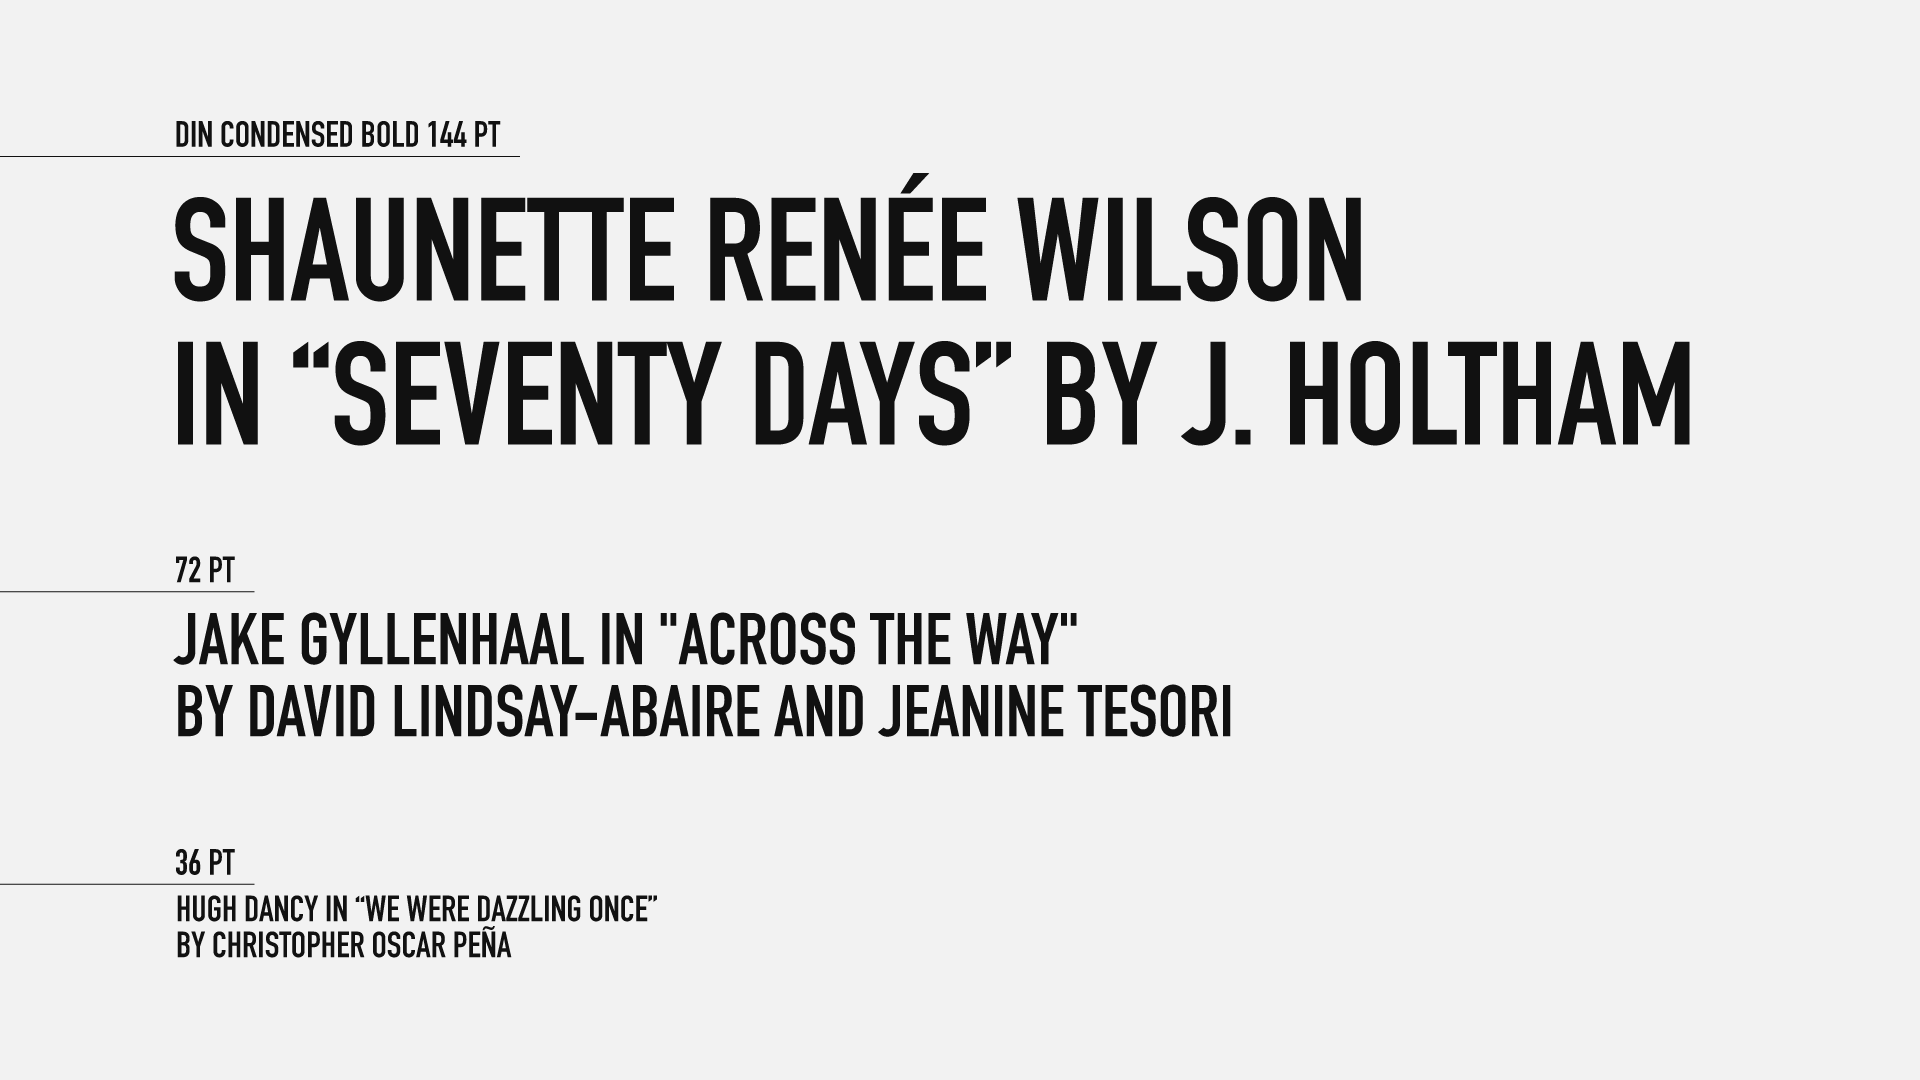 DIN CONDENSED BOLD 144 PT
SHAUNETTE RENÉE WILSON
IN “SEVENTY DAYS” BY J. HOLTHAM
72 PT
JAKE GYLLENHAAL IN "ACROSS THE WAY"
BY DAVID LINDSAY-ABAIRE AND JEANINE TESORI
36 PT
HUGH DANCY IN “WE WERE DAZZLING ONCE”
BY CHRISTOPHER OSCAR PEÑA